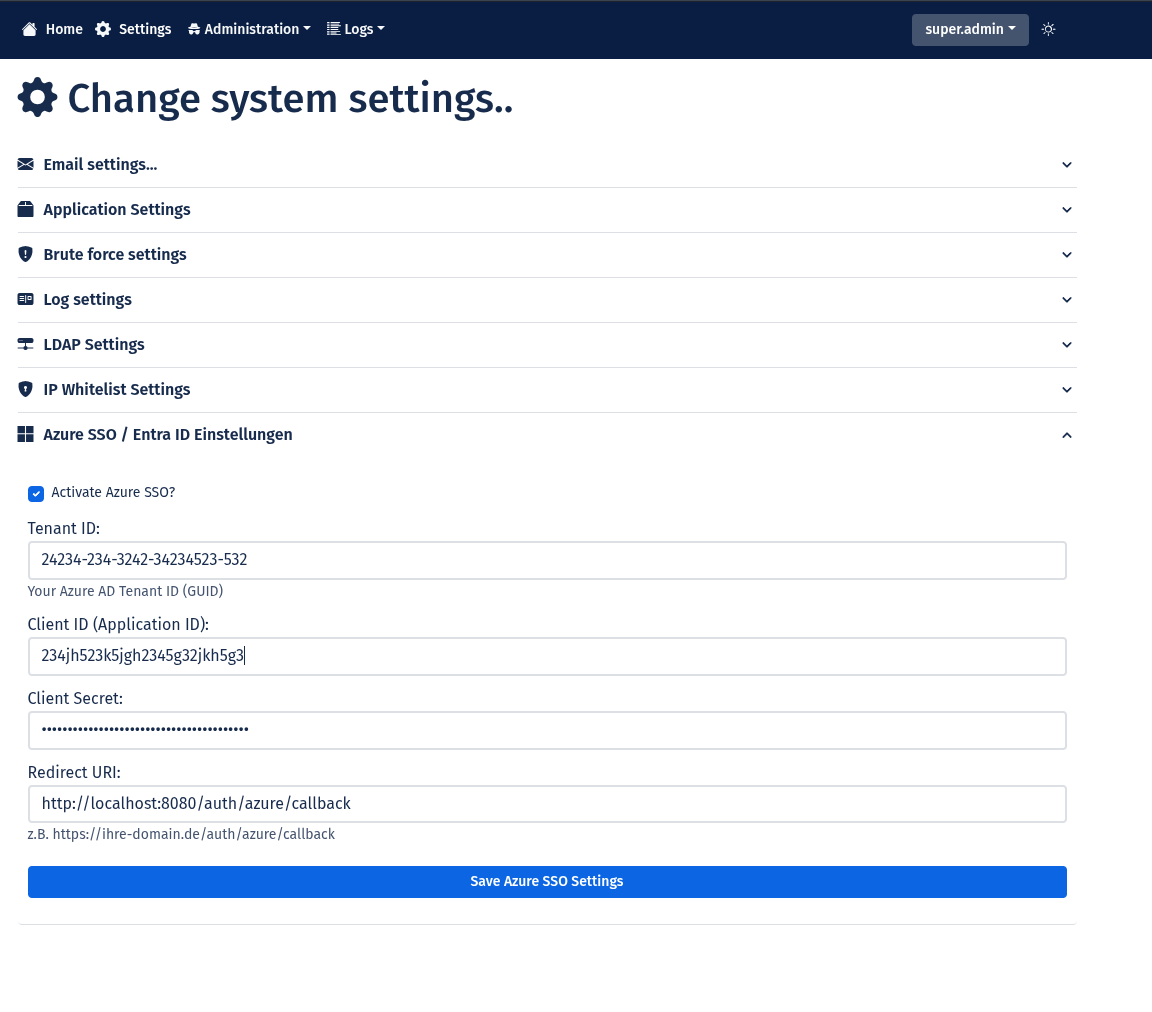 Home Settings Administration Logs super.admin
Change system settings..
Email settings...
Application Settings
Brute force settings
Log settings
LDAP Settings
IP Whitelist Settings
Azure SSO / Entra ID Einstellungen
Activate Azure SSO?
Tenant ID:
24234-234-3242-34234523-532
Your Azure AD Tenant ID (GUID)
Client ID (Application ID):
234jh523k5jgh2345g32jkh5g3
Client Secret:
••••••••••••••••••••••••••••••••••••••••
Redirect URI:
http://localhost:8080/auth/azure/callback
z.B. https://ihre-domain.de/auth/azure/callback
Save Azure SSO Settings